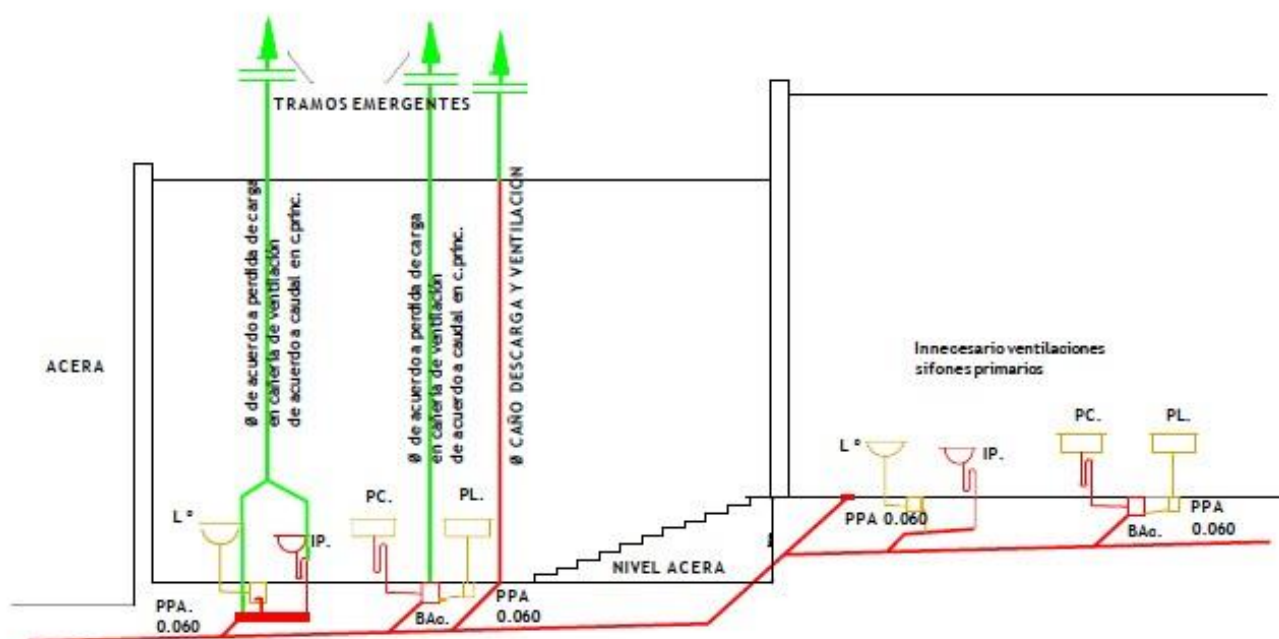 TRAMOS EMERGENTES
Ø de acuerdo a perdida de carga
en cañería de ventilación
de acuerdo a caudal en c.princ.
Ø de acuerdo a perdida de carga
en cañería de ventilación
de acuerdo a caudal en c.princ.
Ø CAÑO DESCARGA Y VENTILACION
ACERA
Innecesario ventilaciones
sifones primarios
L°
IP.
PC.
PL.
L°
IP.
PC.
PL.
PPA 0.060
BAo.
PPA
0.060
NIVEL ACERA
PPA.
0.060
BAo.
PPA
0.060